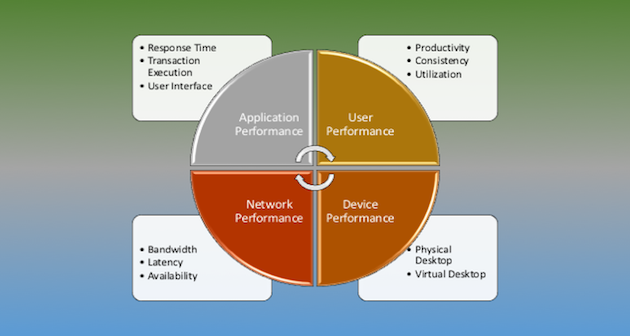 • Response Time
• Transaction
Execution
• User Interface
• Productivity
• Consistency
• Utilization
Application
Performance
User
Performance
Network
Performance
Device
Performance
• Bandwidth
• Latency
• Availability
• Physical
Desktop
• Virtual Desktop